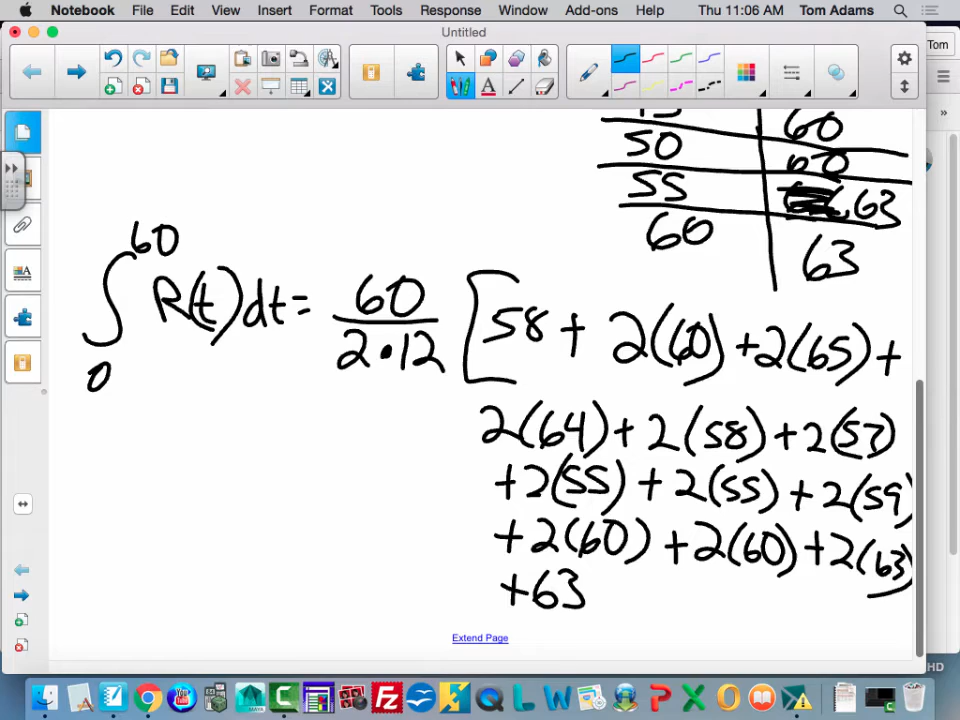 Notebook File Edit View Insert Format Tools Response Window Add-ons Help Thu 11:06 AM Tom Adams
Untitled
Tom
60
50 60
55 63
60 63
60
∫ R(t)dt = 60/2•12 [58 + 2(60) +2(65) +
0
2(64) + 2(58) +2(57)
+2(55) + 2(55) + 2(59)
+2(60) +2(60) +2(63)
+63
Extend Page
HD